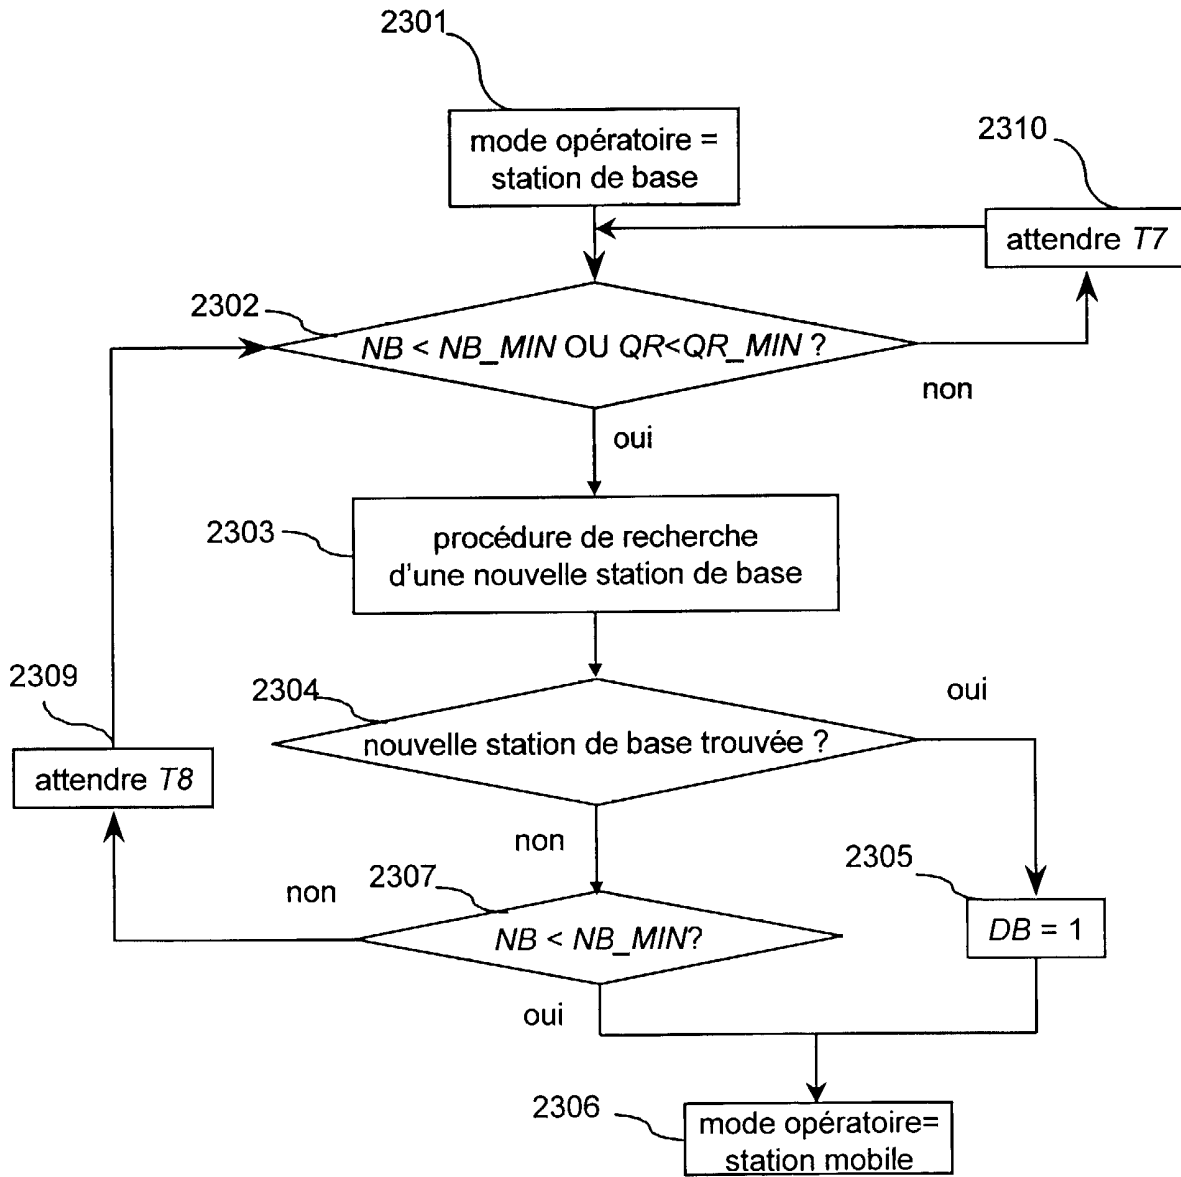 2301
mode opératoire =
station de base
2310
attendre T7
2302
NB < NB_MIN OU QR<QR_MIN ?
non
oui
2303
procédure de recherche
d'une nouvelle station de base
2309
attendre T8
2304
oui
nouvelle station de base trouvée ?
non
2305
DB = 1
non
2307
NB < NB_MIN?
oui
2306
mode opératoire=
station mobile